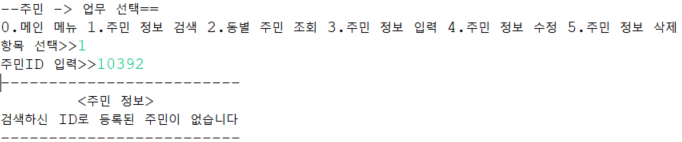 --주민 -> 업무 선택==
0.메인 메뉴 1.주민 정보 검색 2.동별 주민 조회 3.주민 정보 입력 4.주민 정보 수정 5.주민 정보 삭제
항목 선택>>1
주민ID 입력>>10392
--------------------------
<주민 정보>
검색하신 ID로 등록된 주민이 없습니다
--------------------------